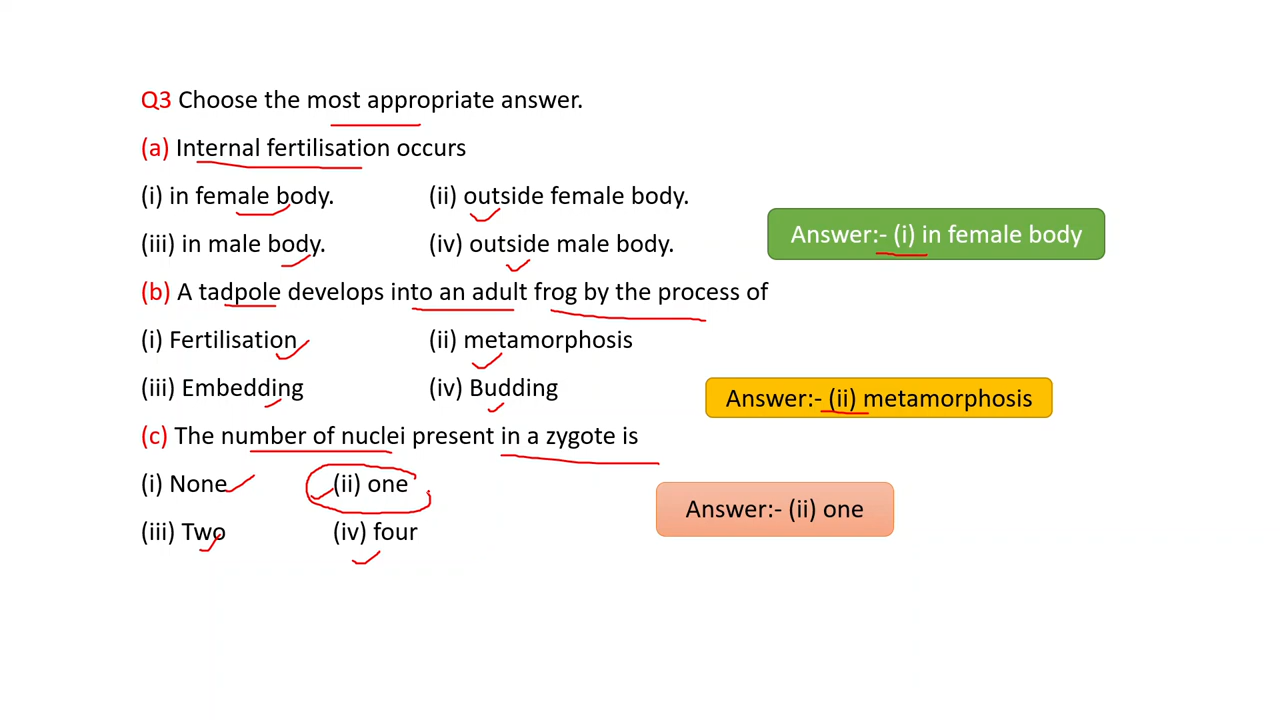 Q3 Choose the most appropriate answer.
(a) Internal fertilisation occurs
(i) in female body. (ii) outside female body.
Answer:- (i) in female body
(iii) in male body. (iv) outside male body.
(b) A tadpole develops into an adult frog by the process of
(i) Fertilisation (ii) metamorphosis
(iii) Embedding (iv) Budding
Answer:- (ii) metamorphosis
(c) The number of nuclei present in a zygote is
(i) None (ii) one
Answer:- (ii) one
(iii) Two (iv) four